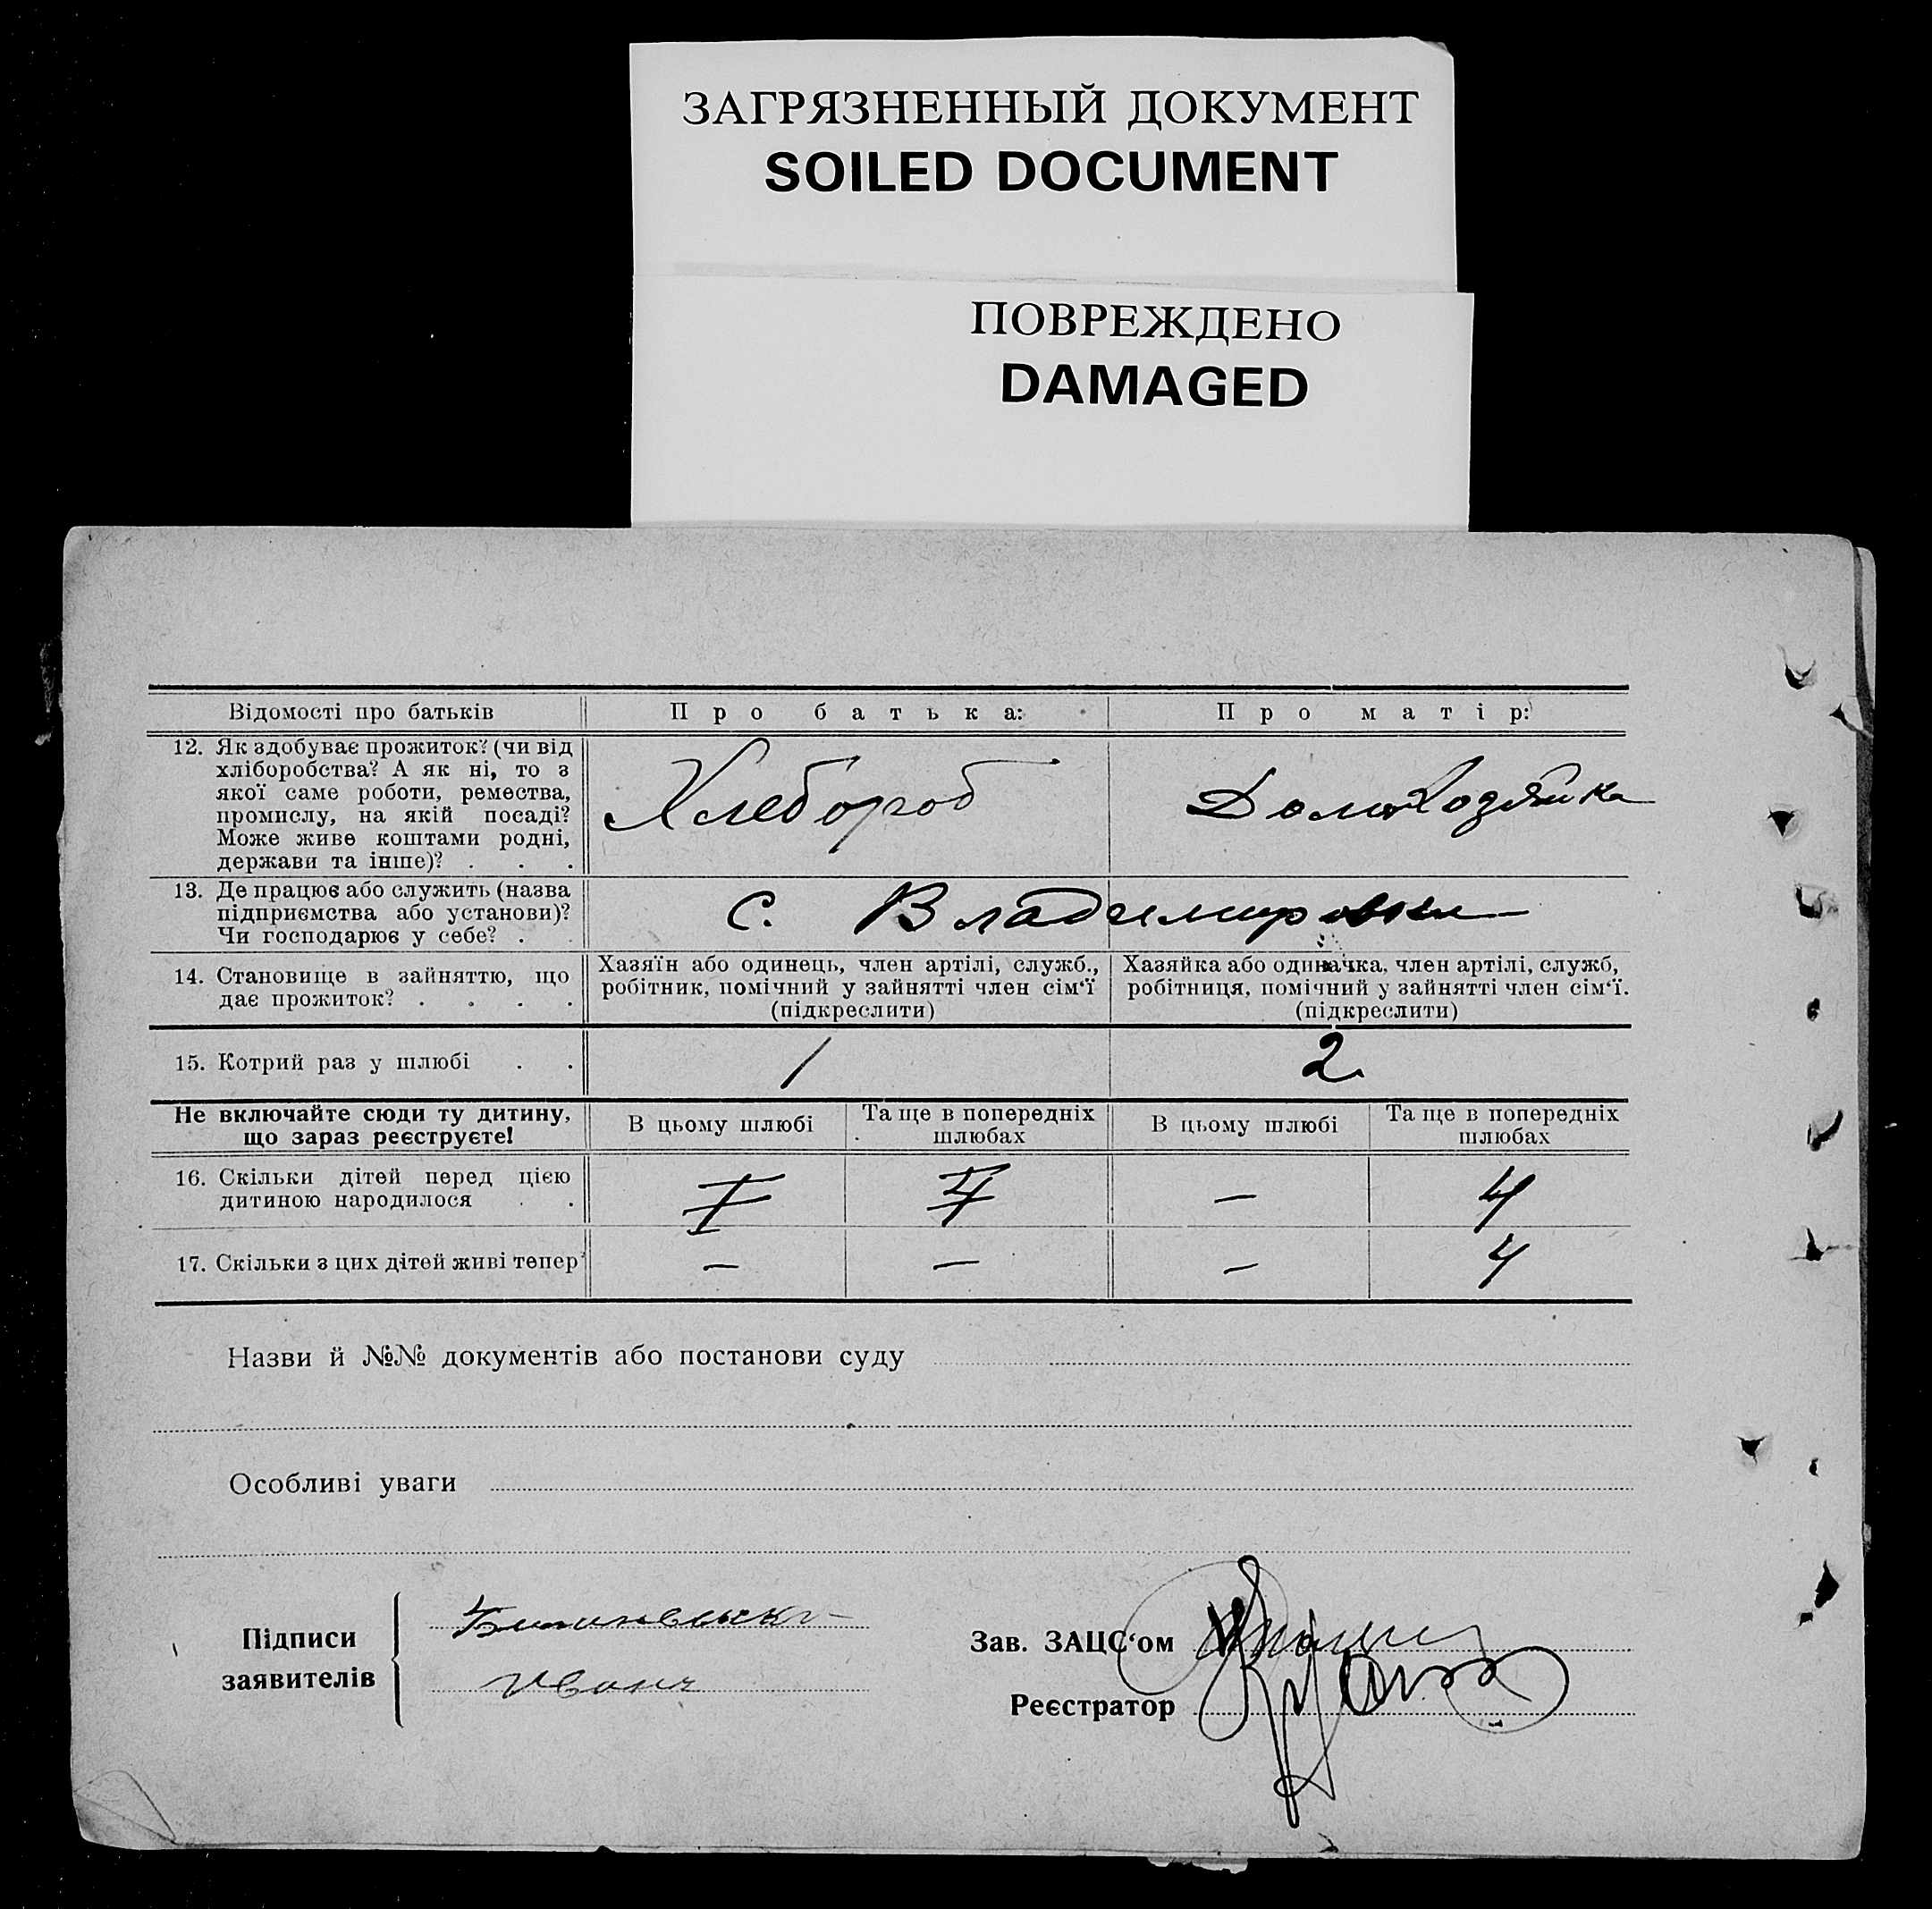 ЗАГРЯЗНЕННЫЙ ДОКУМЕНТ
SOILED DOCUMENT
ПОВРЕЖДЕНО
DAMAGED
Відомості про батьків
Про батька:
Про матір:
12. Як здобуває прожиток? (чи від
хліборобства? А як ні, то з
якої саме роботи, ремества,
промислу, на якій посаді?
Може живе коштами родні,
держави та інше)? . . .
Хлебороб
Домохозяйка
13. Де працює або служить (назва
підприємства або установи)?
Чи господарює у себе? .
с. Владимировка
14. Становище в зайняттю, що
дає прожиток? . . . .
Хазяїн або одинець, член артілі, служб.,
робітник, помічний у зайнятті член сім‘ї
(підкреслити)
Хазяйка або одиначка, член артілі, служб,
робітниця, помічний у зайнятті член сім‘ї.
(підкреслити)
15. Котрий раз у шлюбі . .
1
2
Не включайте сюди ту дитину,
що зараз реєструєте!
В цьому шлюбі
Та ще в попередніх
шлюбах
В цьому шлюбі
Та ще в попередніх
шлюбах
16. Скільки дітей перед цією
дитиною народилося . .
— 4
17. Скільки з цих дітей живі тепер
— — — 4
Назви й №№ документів або постанови суду
Особливі уваги
Підписи
заявителів
Иван
Зав. ЗАЦС‘ом
Реєстратор